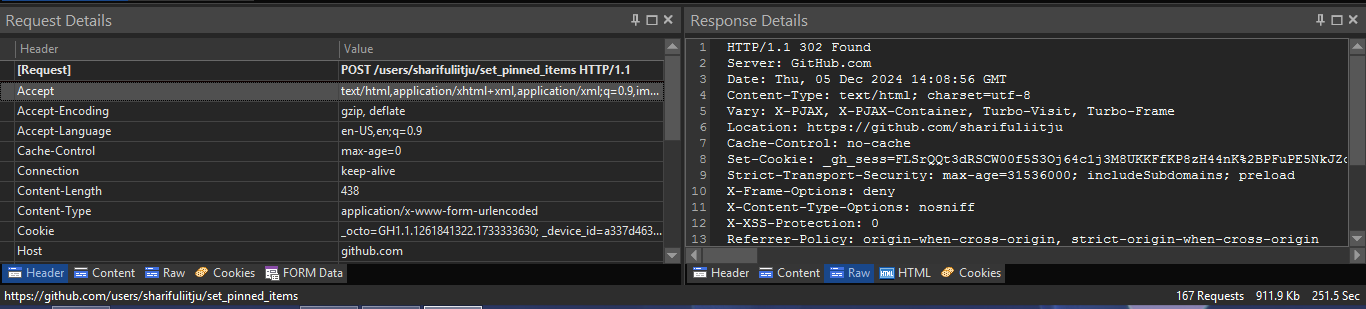 Request Details
Header Value
[Request] POST /users/sharifuliitju/set_pinned_items HTTP/1.1
Accept text/html,application/xhtml+xml,application/xml;q=0.9,im...
Accept-Encoding gzip, deflate
Accept-Language en-US,en;q=0.9
Cache-Control max-age=0
Connection keep-alive
Content-Length 438
Content-Type application/x-www-form-urlencoded
Cookie _octo=GH1.1.1261841322.1733333630; _device_id=a337d463...
Host github.com
Header Content Raw Cookies FORM Data
Response Details
1 HTTP/1.1 302 Found
2 Server: GitHub.com
3 Date: Thu, 05 Dec 2024 14:08:56 GMT
4 Content-Type: text/html; charset=utf-8
5 Vary: X-PJAX, X-PJAX-Container, Turbo-Visit, Turbo-Frame
6 Location: https://github.com/sharifuliitju
7 Cache-Control: no-cache
8 Set-Cookie: _gh_sess=FLSrQQt3dRSCW00f5S3Oj64c1j3M8UKKFfKP8zH44nK%2BPFuPE5NkJZ
9 Strict-Transport-Security: max-age=31536000; includeSubdomains; preload
10 X-Frame-Options: deny
11 X-Content-Type-Options: nosniff
12 X-XSS-Protection: 0
13 Referrer-Policy: origin-when-cross-origin, strict-origin-when-cross-origin
Header Content Raw HTML Cookies
https://github.com/users/sharifuliitju/set_pinned_items 167 Requests 911.9 Kb 251.5 Sec